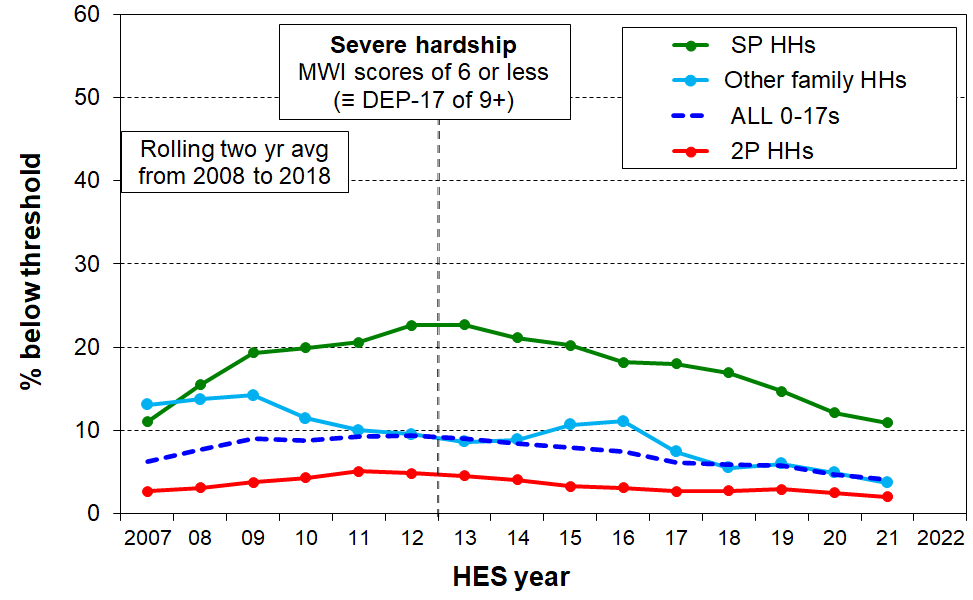 60
50
40
30
20
10
0
% below threshold
Severe hardship
MWI scores of 6 or less
(≡ DEP-17 of 9+)
Rolling two yr avg
from 2008 to 2018
SP HHs
Other family HHs
ALL 0-17s
2P HHs
2007 08 09 10 11 12 13 14 15 16 17 18 19 20 21 2022
HES year